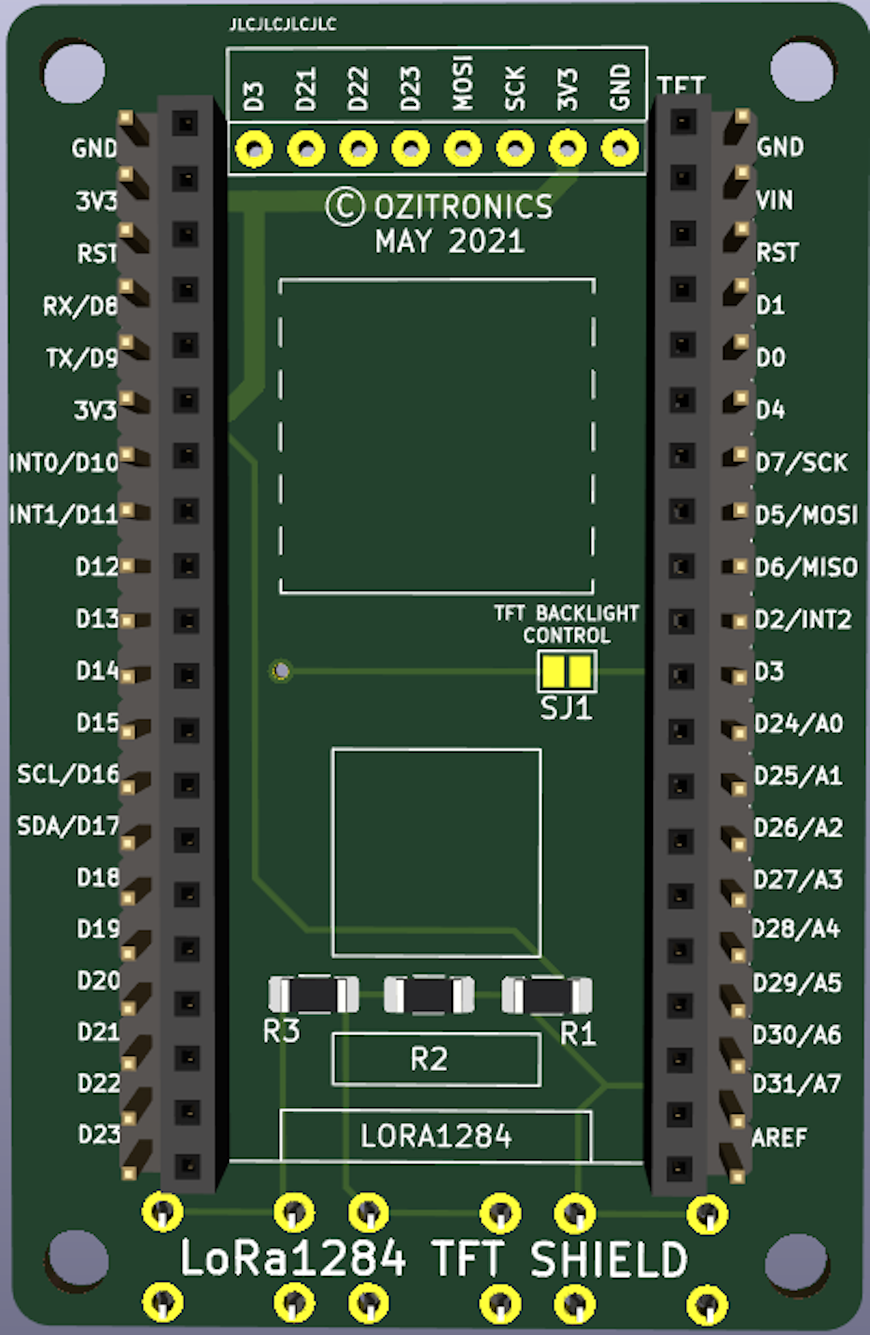 JLCJLCJLCJLC
D3 D21 D22 D23 MOSI SCK 3V3 GND
TFT
© OZITRONICS
MAY 2021
GND
3V3
RST
RX/D8
TX/D9
3V3
INT0/D10
INT1/D11
D12
D13
D14
D15
SCL/D16
SDA/D17
D18
D19
D20
D21
D22
D23
GND
VIN
RST
D1
D0
D4
D7/SCK
D5/MOSI
D6/MISO
D2/INT2
D3
D24/A0
D25/A1
D26/A2
D27/A3
D28/A4
D29/A5
D30/A6
D31/A7
AREF
TFT BACKLIGHT
CONTROL
SJ1
R3
R1
R2
LORA1284
LoRa1284 TFT SHIELD